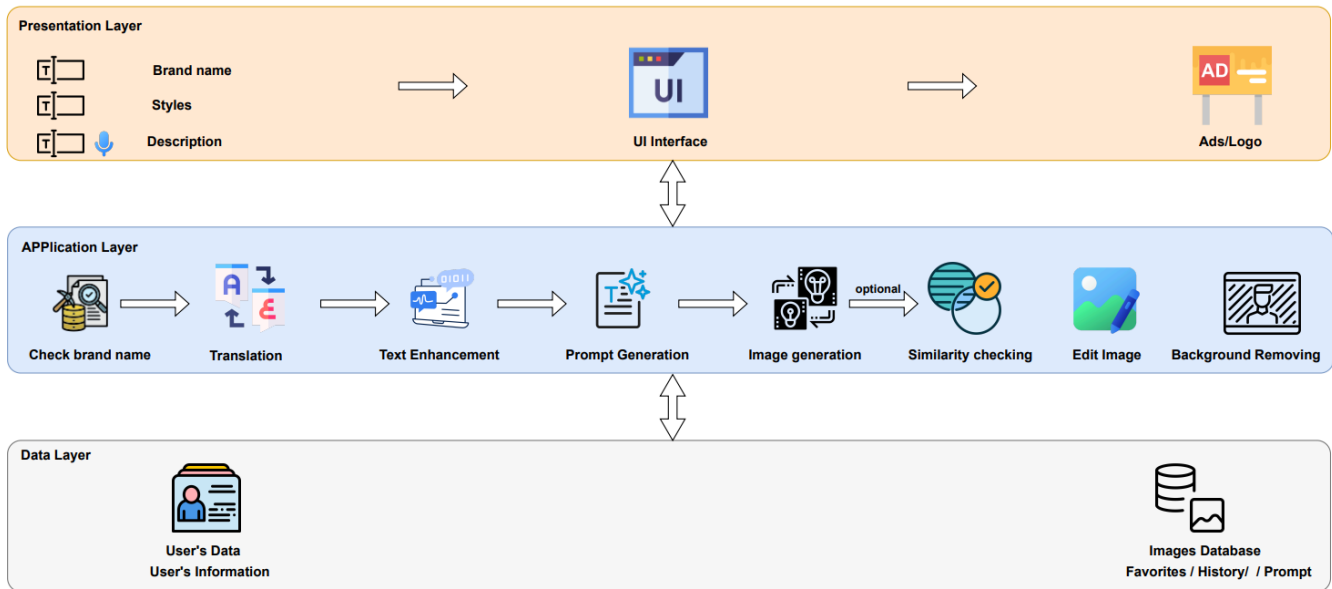 Presentation Layer
T
Brand name
T
Styles
T
Description
UI
UI Interface
AD
Ads/Logo
APPlication Layer
Check brand name
A
Translation
01011
Text Enhancement
T
Prompt Generation
Image generation
optional
Similarity checking
Edit Image
Background Removing
Data Layer
User's Data
User's Information
Images Database
Favorites / History/ / Prompt